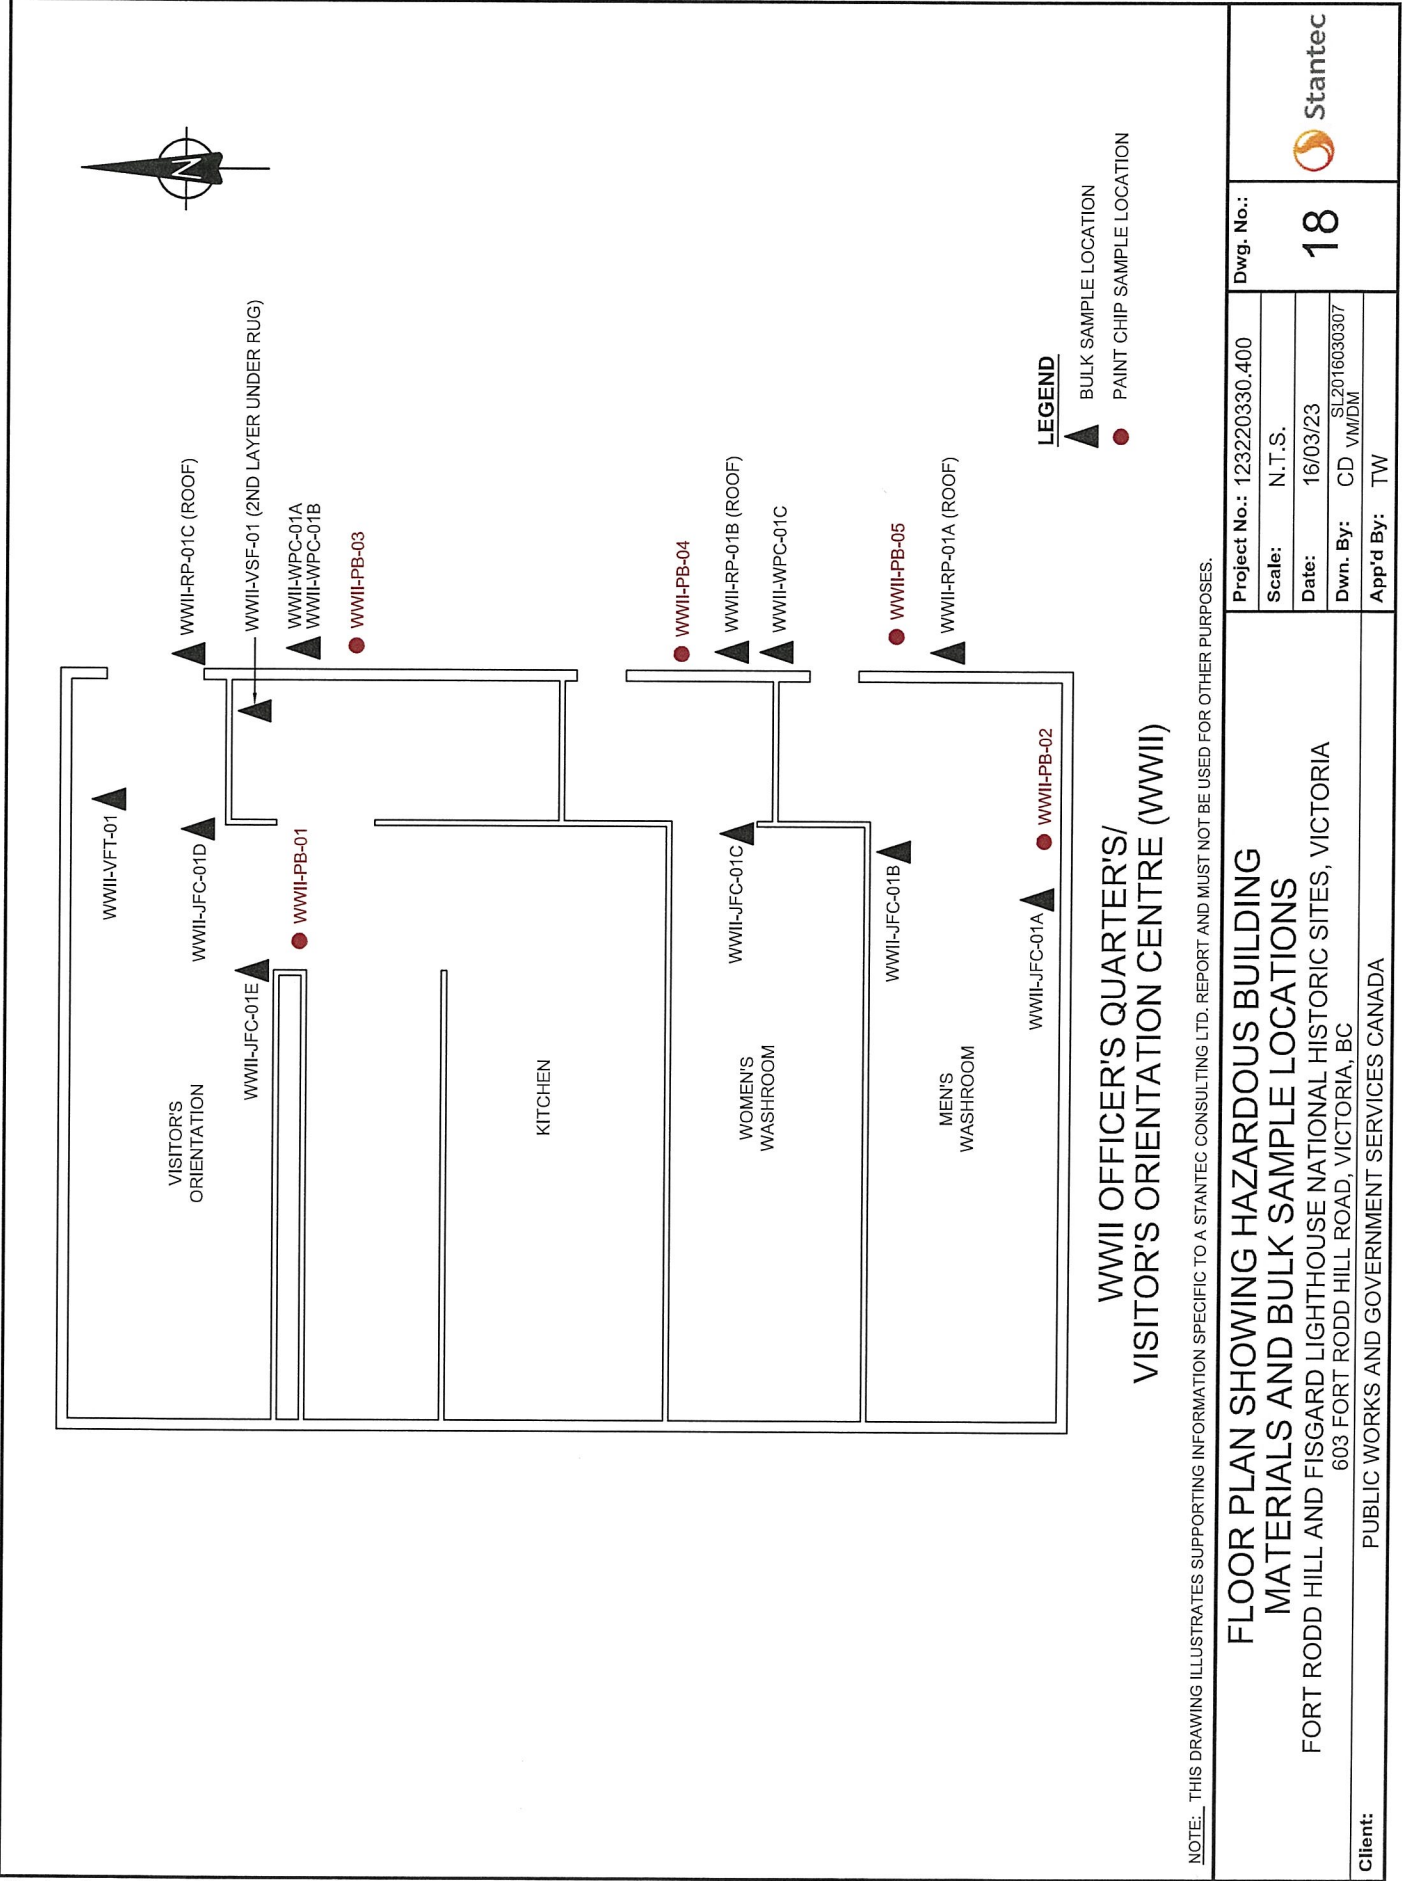 WWII-RP-01C (ROOF)
WWII-VSF-01 (2ND LAYER UNDER RUG)
WWII-WPC-01A
WWII-WPC-01B
WWII-PB-03
WWII-PB-04
WWII-RP-01B (ROOF)
WWII-WPC-01C
WWII-PB-05
WWII-RP-01A (ROOF)
WWII-VFT-01
WWII-JFC-01D
WWII-PB-01
WWII-JFC-01E
WWII-JFC-01C
WWII-JFC-01B
WWII-PB-02
WWII-JFC-01A
VISITOR'S
ORIENTATION
KITCHEN
WOMEN'S
WASHROOM
MEN'S
WASHROOM
N
LEGEND
BULK SAMPLE LOCATION
PAINT CHIP SAMPLE LOCATION
WWII OFFICER'S QUARTER'S/
VISITOR'S ORIENTATION CENTRE (WWII)
NOTE: THIS DRAWING ILLUSTRATES SUPPORTING INFORMATION SPECIFIC TO A STANTEC CONSULTING LTD. REPORT AND MUST NOT BE USED FOR OTHER PURPOSES.
FLOOR PLAN SHOWING HAZARDOUS BUILDING
MATERIALS AND BULK SAMPLE LOCATIONS
FORT RODD HILL AND FISGARD LIGHTHOUSE NATIONAL HISTORIC SITES, VICTORIA
603 FORT RODD HILL ROAD, VICTORIA, BC
Client: PUBLIC WORKS AND GOVERNMENT SERVICES CANADA
Project No.: 123220330.400
Scale: N.T.S.
Date: 16/03/23
Dwn. By: CD VM/DM SL2016030307
App'd By: TW
Dwg. No.:
18
Stantec